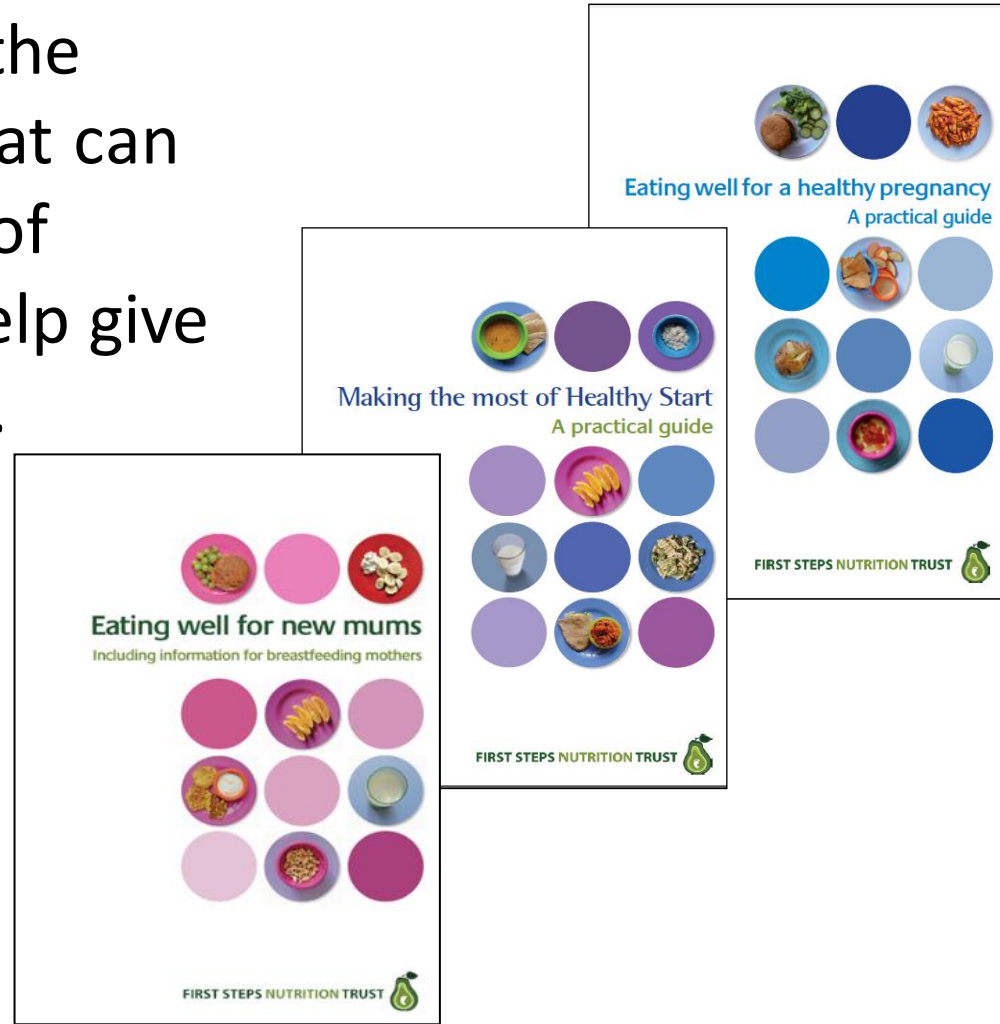 the
at can
of
elp give
.
Eating well for a healthy pregnancy
A practical guide
FIRST STEPS NUTRITION TRUST
Making the most of Healthy Start
A practical guide
FIRST STEPS NUTRITION TRUST
Eating well for new mums
Including information for breastfeeding mothers
FIRST STEPS NUTRITION TRUST